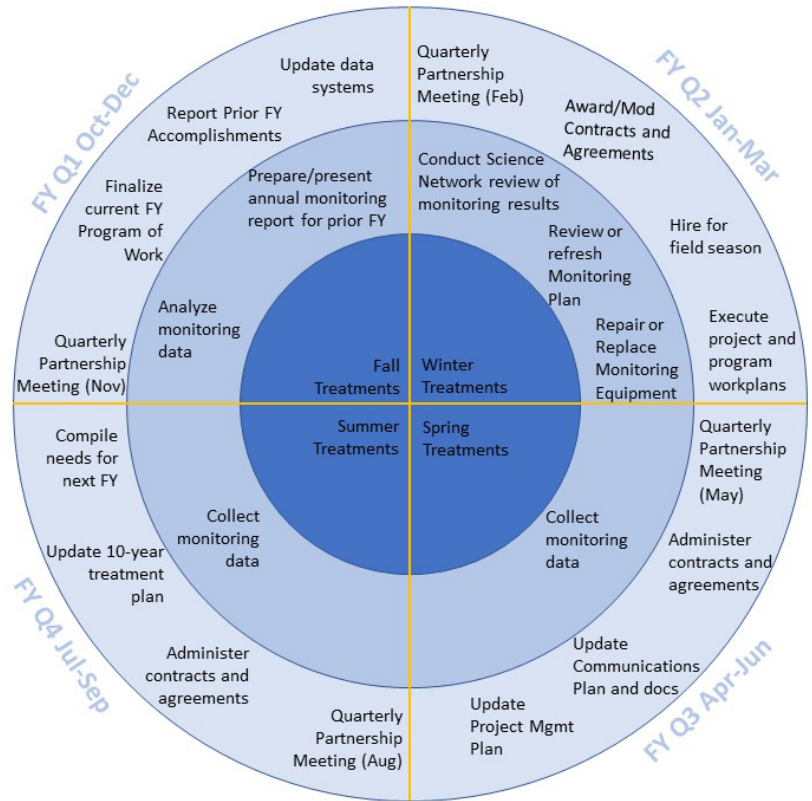 FY Q1 Oct-Dec
Update data
systems
Report Prior FY
Accomplishments
Finalize
current FY
Program of
Work
Quarterly
Partnership
Meeting (Nov)
Prepare/present
annual monitoring
report for prior FY
Analyze
monitoring
data
Fall
Treatments
FY Q2 Jan-Mar
Quarterly
Partnership
Meeting (Feb)
Award/Mod
Contracts and
Agreements
Hire for
field season
Execute
project and
program
workplans
Conduct Science
Network review of
monitoring results
Review or
refresh
Monitoring
Plan
Repair or
Replace
Monitoring
Equipment
Winter
Treatments
FY Q3 Apr-Jun
Quarterly
Partnership
Meeting
(May)
Administer
contracts and
agreements
Update
Communications
Plan and docs
Update
Project Mgmt
Plan
Collect
monitoring
data
Spring
Treatments
FY Q4 Jul-Sep
Quarterly
Partnership
Meeting (Aug)
Administer
contracts and
agreements
Update 10-year
treatment
plan
Compile
needs for
next FY
Collect
monitoring
data
Summer
Treatments